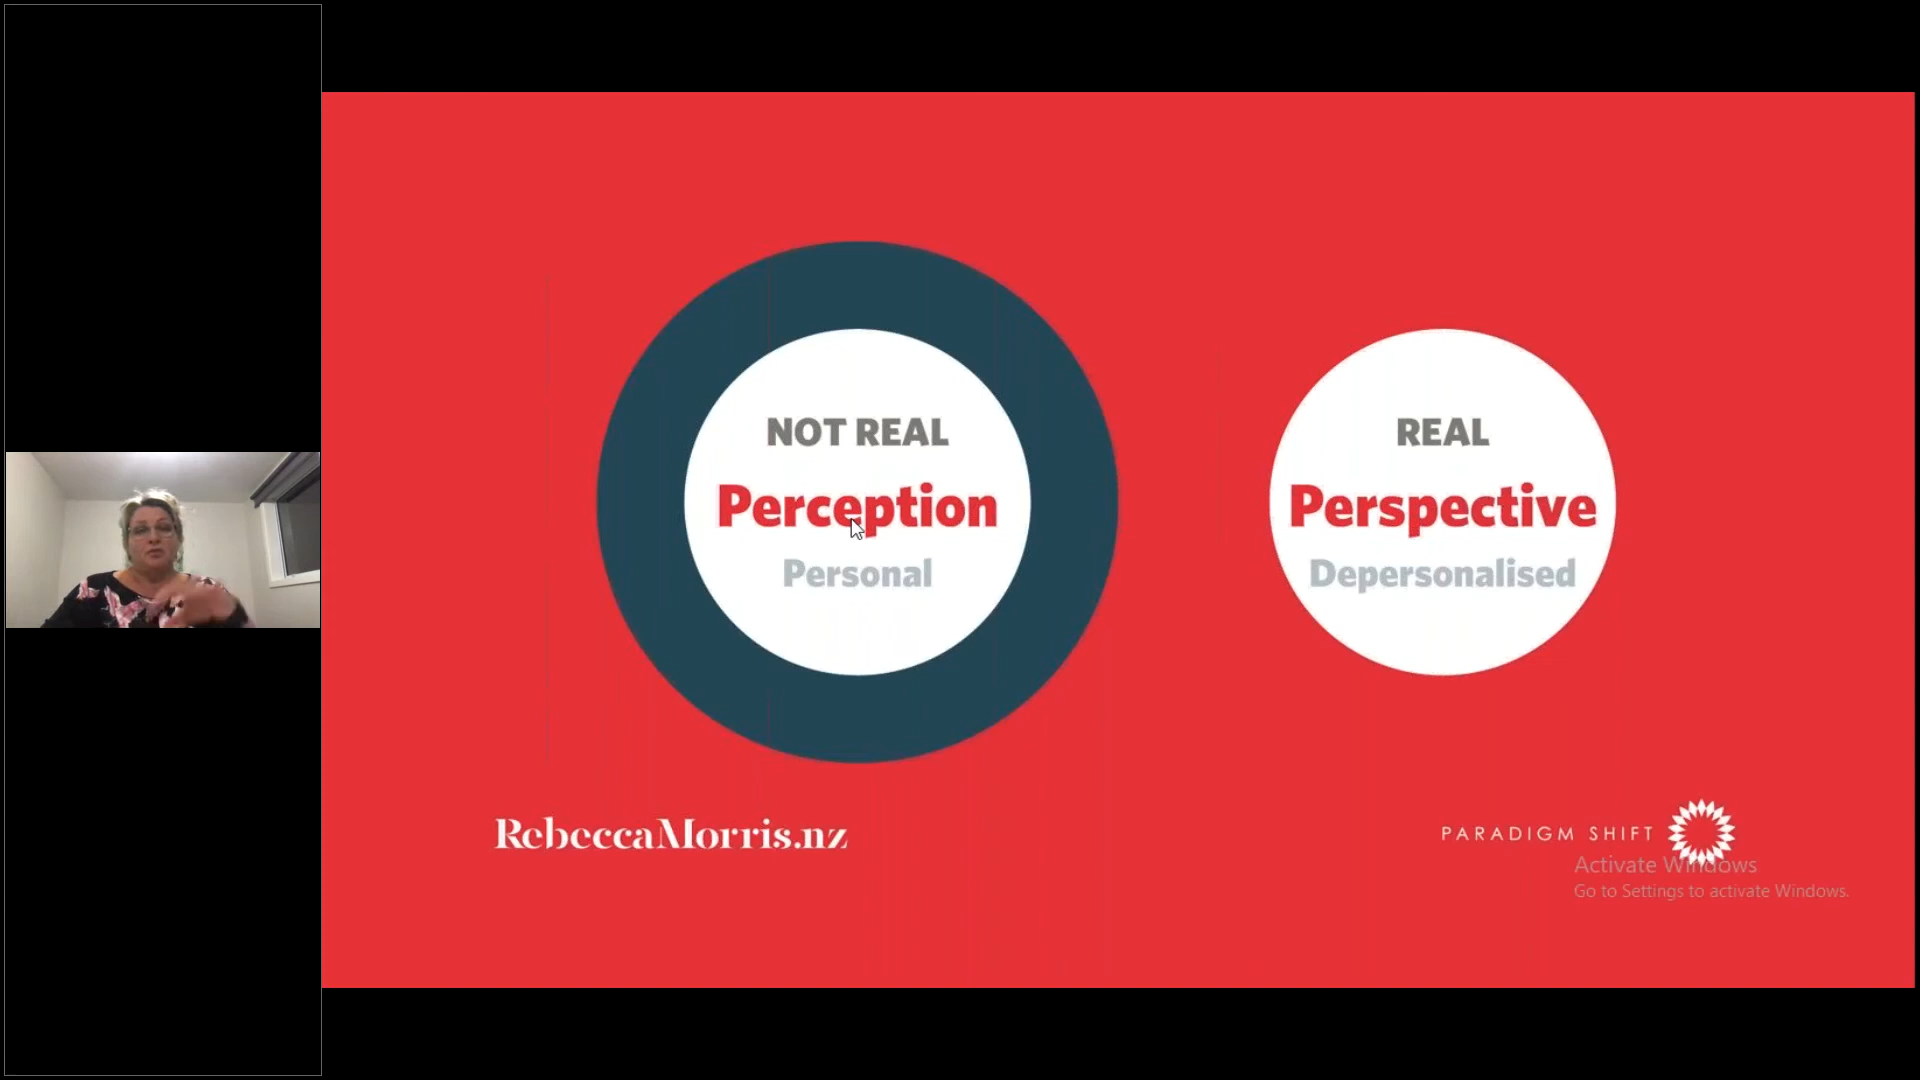 NOT REAL
Perception
Personal
REAL
Perspective
Depersonalised
RebeccaMorris.nz
PARADIGM SHIFT
Activate Windows
Go to Settings to activate Windows.